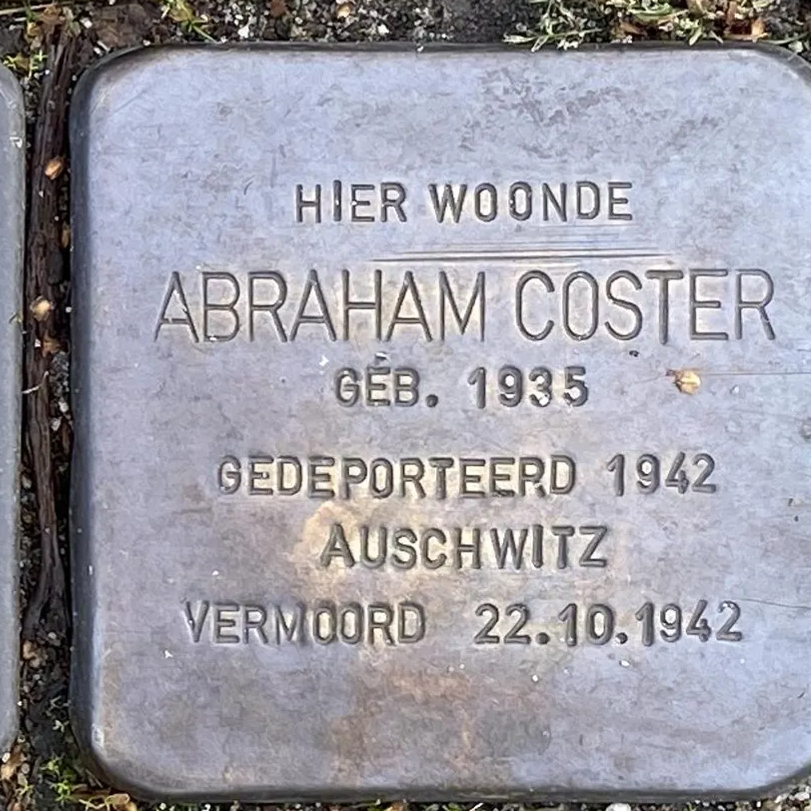 HIER WOONDE
ABRAHAM COSTER
GEB. 1935
GEDEPORTEERD 1942
AUSCHWITZ
VERMOORD 22.10.1942